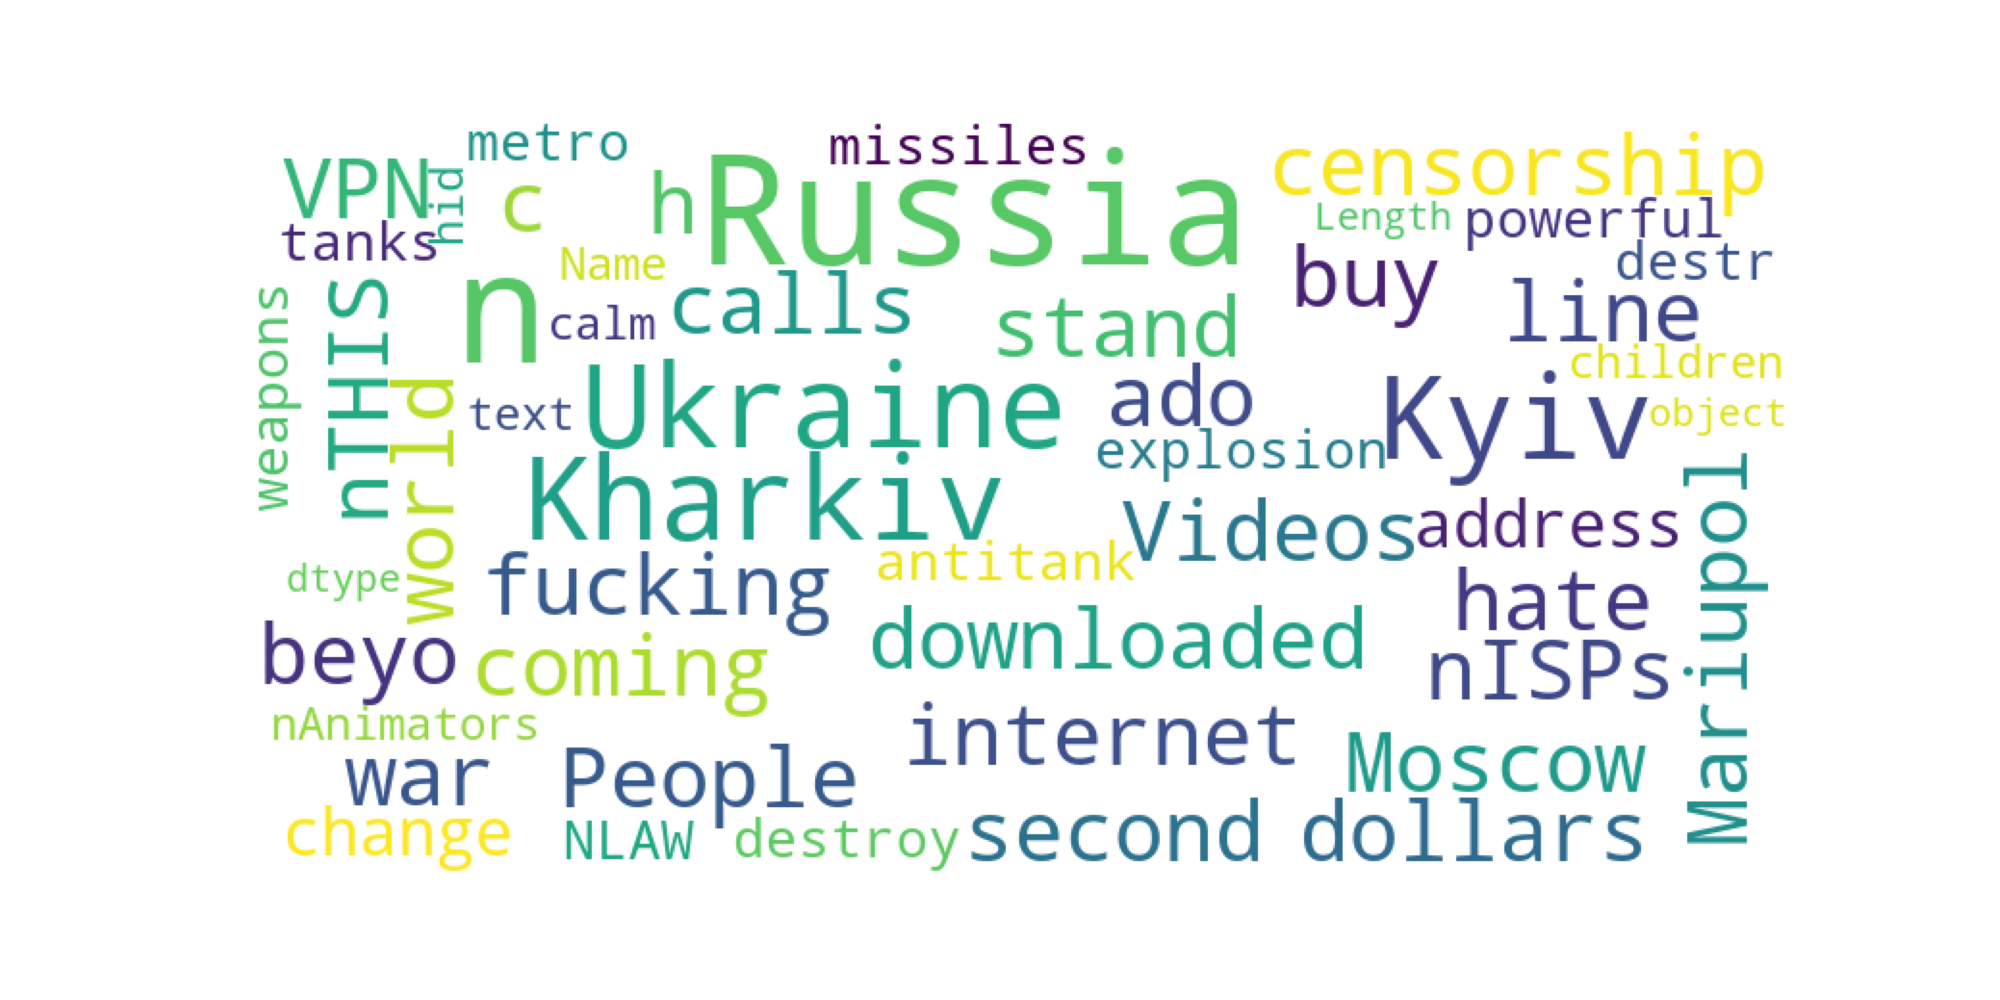 metro
missiles
censorship
VPN
hid
c
h
Russia
Length
powerful
tanks
Name
n
calm
calls
stand
buy
destr
line
weapons
nTHIS
world
text
Ukraine
ado
children
Kyiv
object
explosion
Kharkiv
Videos
address
Mariupol
dtype
fucking
antitank
hate
beyo
coming
downloaded
nISPs
nAnimators
internet
war
People
Moscow
change
NLAW
destroy
second
dollars